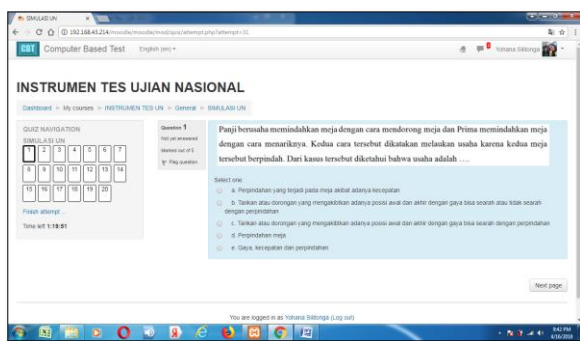 SIMULASI UN
192.168.43.214/moodle/moodle/mod/quiz/attempt.php?attempt=31
CBT Computer Based Test English (en)
Yohana Silitonga
INSTRUMEN TES UJIAN NASIONAL
Dashboard My courses INSTRUMEN TES UN General SIMULASI UN
QUIZ NAVIGATION
SIMULASI UN
1 2 3 4 5 6 7
8 9 10 11 12 13 14
15 16 17 18 19 20
Finish attempt ...
Time left 1:19:51
Question 1
Not yet answered
Marked out of 5
Flag question
Panji berusaha memindahkan meja dengan cara mendorong meja dan Prima memindahkan meja
dengan cara menariknya. Kedua cara tersebut dikatakan melaukan usaha karena kedua meja
tersebut berpindah. Dari kasus tersebut diketahui bahwa usaha adalah ....
Select one:
a. Perpindahan yang terjadi pada meja akibat adanya kecepatan
b. Tarikan atau dorongan yang mengakibkan adanya posisi awal dan akhir dengan gaya bisa searah atau tidak searah
dengan perpindahan
c. Tarikan atau dorongan yang mengakibtkan adanya posisi awal dan akhir dengan gaya bisa searah dengan perpindahan
d. Perpindahan meja
e. Gaya, kecepatan dan perpindahan
Next page
You are logged in as Yohana Silitonga (Log out)
9:42 PM
4/16/2018